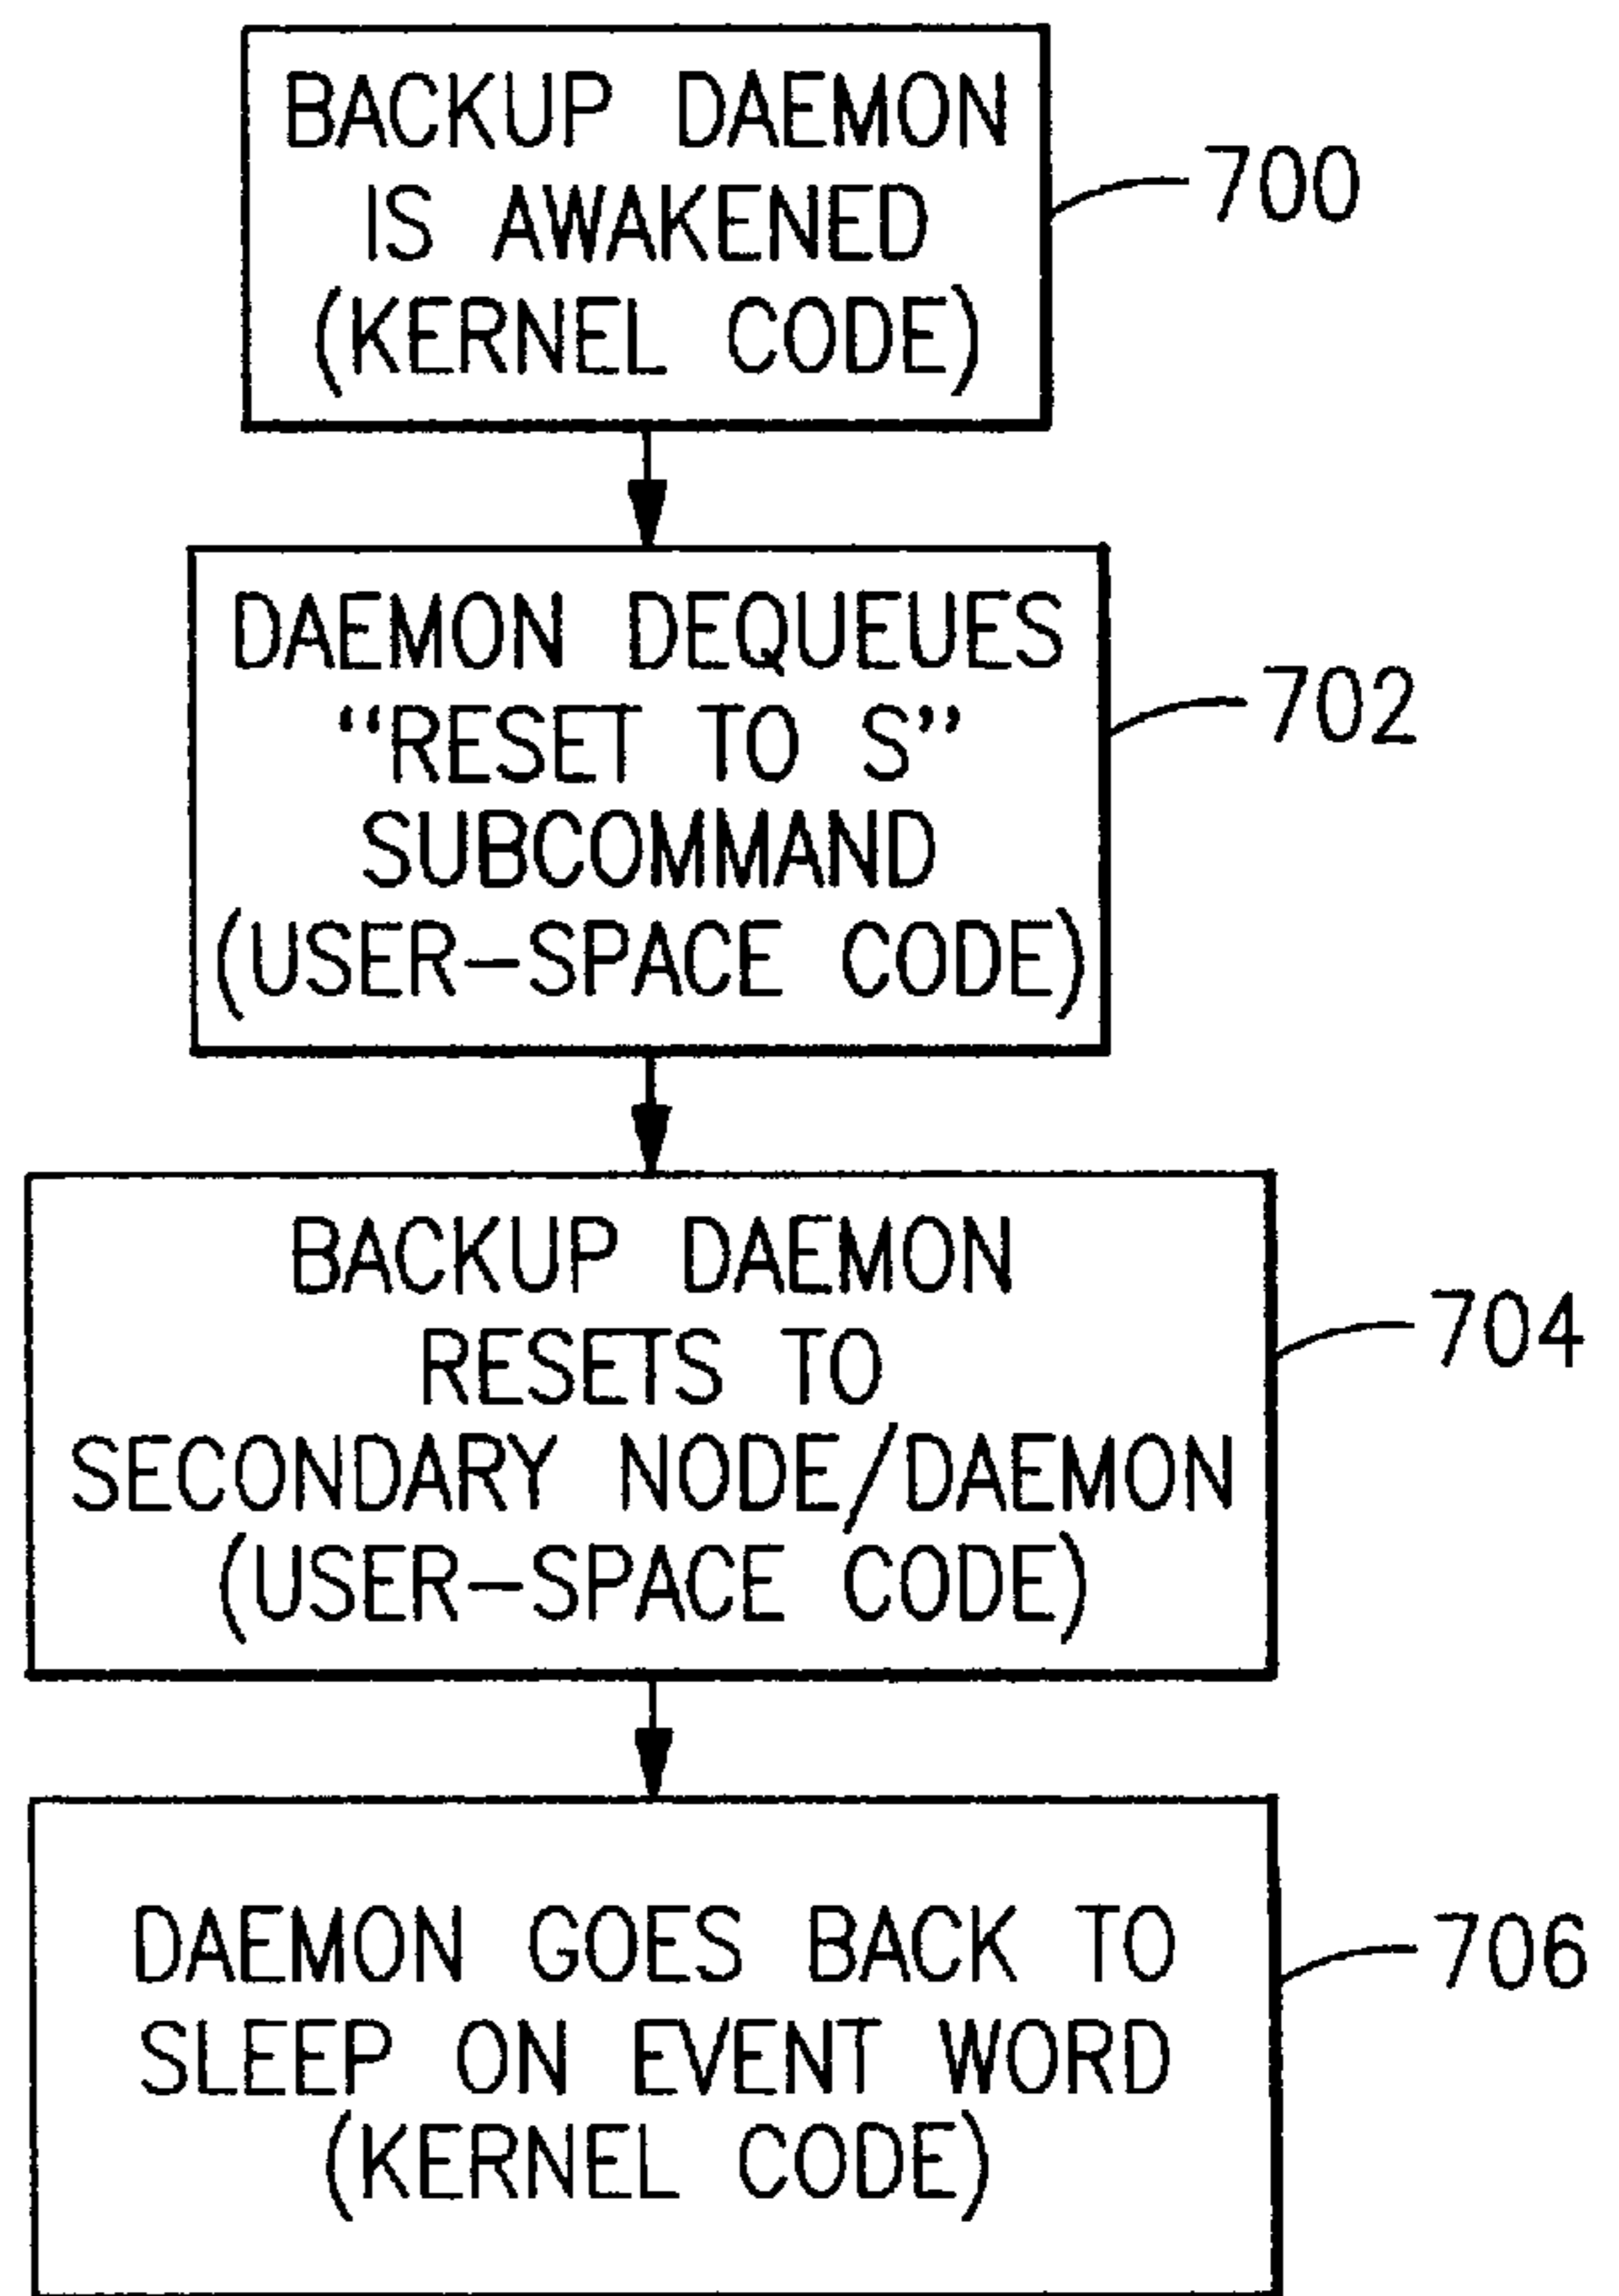 BACKUP DAEMON
IS AWAKENED
(KERNEL CODE)
700
DAEMON DEQUEUES
“RESET TO S”
SUBCOMMAND
(USER–SPACE CODE)
702
BACKUP DAEMON
RESETS TO
SECONDARY NODE/DAEMON
(USER–SPACE CODE)
704
DAEMON GOES BACK TO
SLEEP ON EVENT WORD
(KERNEL CODE)
706